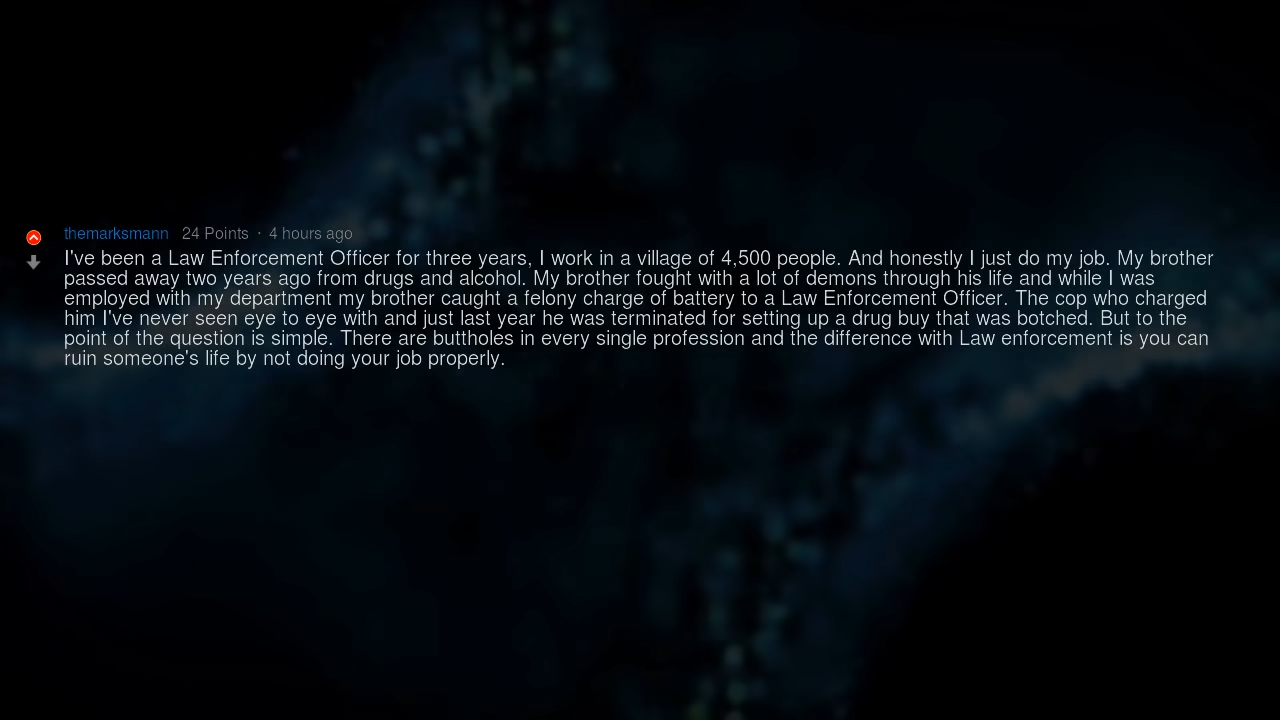 themarksmann 24 Points · 4 hours ago
I've been a Law Enforcement Officer for three years, I work in a village of 4,500 people. And honestly I just do my job. My brother
passed away two years ago from drugs and alcohol. My brother fought with a lot of demons through his life and while I was
employed with my department my brother caught a felony charge of battery to a Law Enforcement Officer. The cop who charged
him I've never seen eye to eye with and just last year he was terminated for setting up a drug buy that was botched. But to the
point of the question is simple. There are buttholes in every single profession and the difference with Law enforcement is you can
ruin someone's life by not doing your job properly.